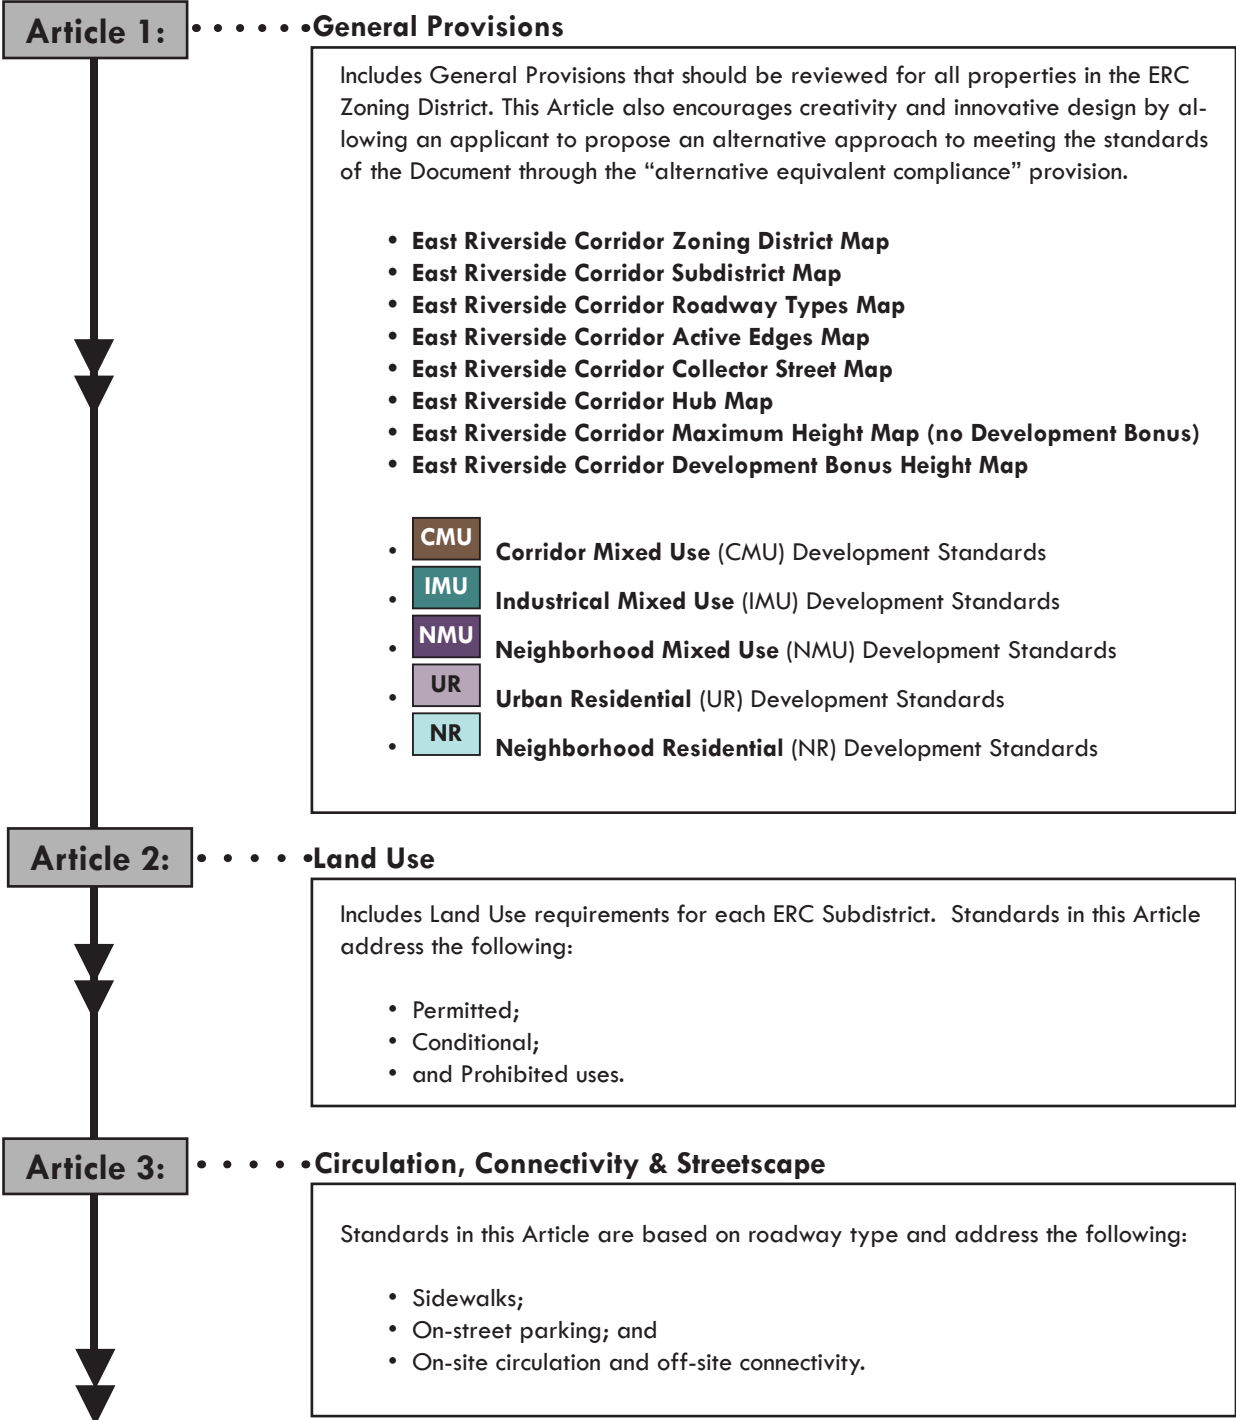 Article 1:
General Provisions
Includes General Provisions that should be reviewed for all properties in the ERC
Zoning District. This Article also encourages creativity and innovative design by al-
lowing an applicant to propose an alternative approach to meeting the standards
of the Document through the “alternative equivalent compliance” provision.
• East Riverside Corridor Zoning District Map
• East Riverside Corridor Subdistrict Map
• East Riverside Corridor Roadway Types Map
• East Riverside Corridor Active Edges Map
• East Riverside Corridor Collector Street Map
• East Riverside Corridor Hub Map
• East Riverside Corridor Maximum Height Map (no Development Bonus)
• East Riverside Corridor Development Bonus Height Map
• CMU Corridor Mixed Use (CMU) Development Standards
• IMU Industrical Mixed Use (IMU) Development Standards
• NMU Neighborhood Mixed Use (NMU) Development Standards
• UR Urban Residential (UR) Development Standards
• NR Neighborhood Residential (NR) Development Standards
Article 2:
Land Use
Includes Land Use requirements for each ERC Subdistrict. Standards in this Article
address the following:
• Permitted;
• Conditional;
• and Prohibited uses.
Article 3:
Circulation, Connectivity & Streetscape
Standards in this Article are based on roadway type and address the following:
• Sidewalks;
• On-street parking; and
• On-site circulation and off-site connectivity.